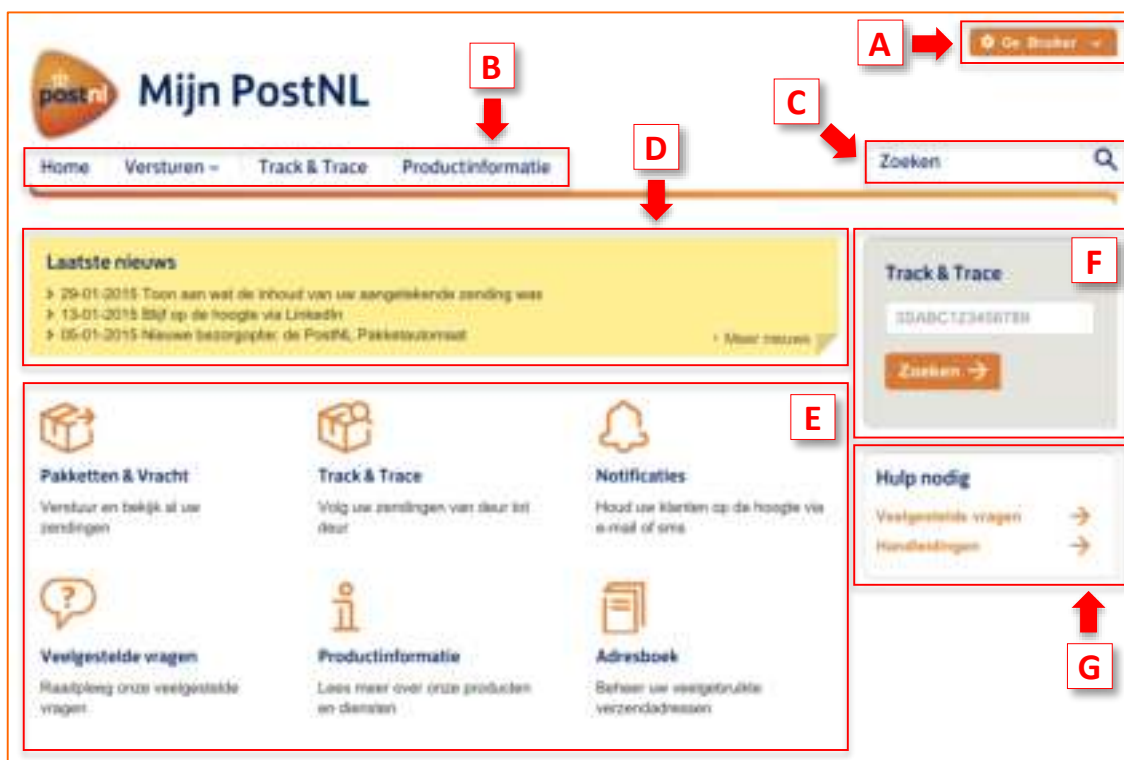 A
Ge Bruiker
B
postnl
Mijn PostNL
C
D
Home Versturen Track & Trace Productinformatie
Zoeken
Laatste nieuws
29-01-2015 Toon aan wat de inhoud van uw aangetekende zending was
13-01-2015 Blijf op de hoogte via LinkedIn
05-01-2015 Nieuwe bezorgoptie: de PostNL Pakketautomaat
Meer nieuws
F
Track & Trace
3SABC123456789
Zoeken
E
Pakketten & Vracht
Verstuur en bekijk al uw
zendingen
Track & Trace
Volg uw zendingen van deur tot
deur
Notificaties
Houd uw klanten op de hoogte via
e-mail of sms
Veelgestelde vragen
Raadpleeg onze veelgestelde
vragen
Productinformatie
Lees meer over onze producten
en diensten
Adresboek
Beheer uw veelgebruikte
verzendadressen
Hulp nodig
Veelgestelde vragen
Handleidingen
G